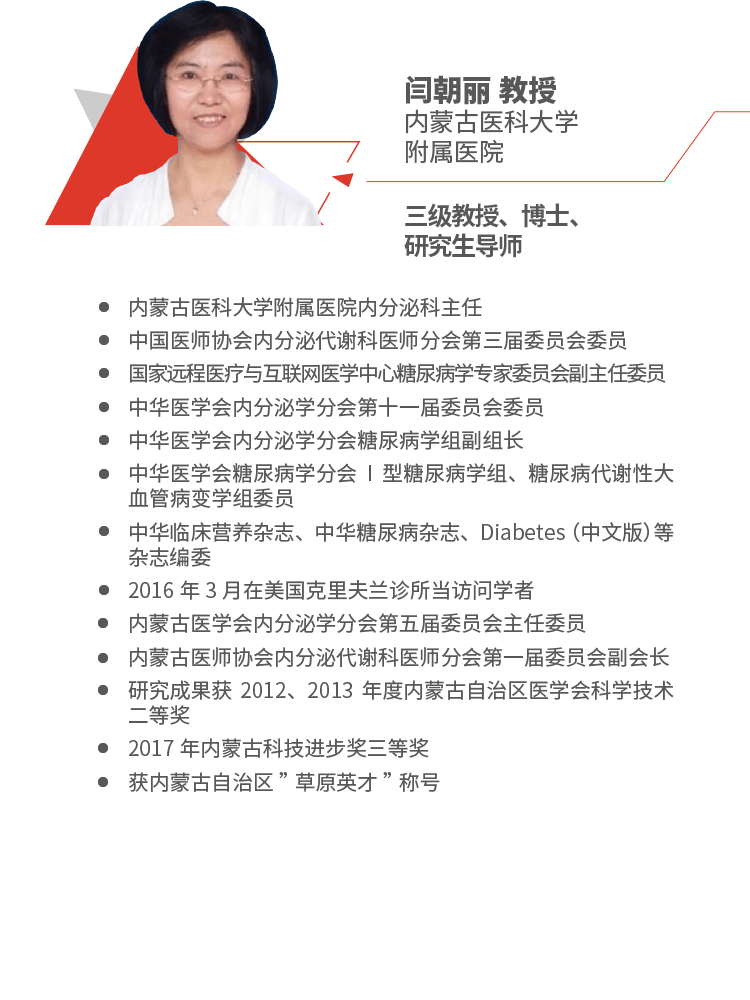 闫朝丽 教授
内蒙古医科大学
附属医院
三级教授、博士、
研究生导师
● 内蒙古医科大学附属医院内分泌科主任
● 中国医师协会内分泌代谢科医师分会第三届委员会委员
● 国家远程医疗与互联网医学中心糖尿病学专家委员会副主任委员
● 中华医学会内分泌学分会第十一届委员会委员
● 中华医学会内分泌学分会糖尿病学组副组长
● 中华医学会糖尿病学分会 I 型糖尿病学组、糖尿病代谢性大
血管病变学组委员
● 中华临床营养杂志、中华糖尿病杂志、Diabetes（中文版）等
杂志编委
● 2016 年 3 月在美国克里夫兰诊所当访问学者
● 内蒙古医学会内分泌学分会第五届委员会主任委员
● 内蒙古医师协会内分泌代谢科医师分会第一届委员会副会长
● 研究成果获 2012、2013 年度内蒙古自治区医学会科学技术
二等奖
● 2017 年内蒙古科技进步奖三等奖
● 获内蒙古自治区 ” 草原英才 ” 称号